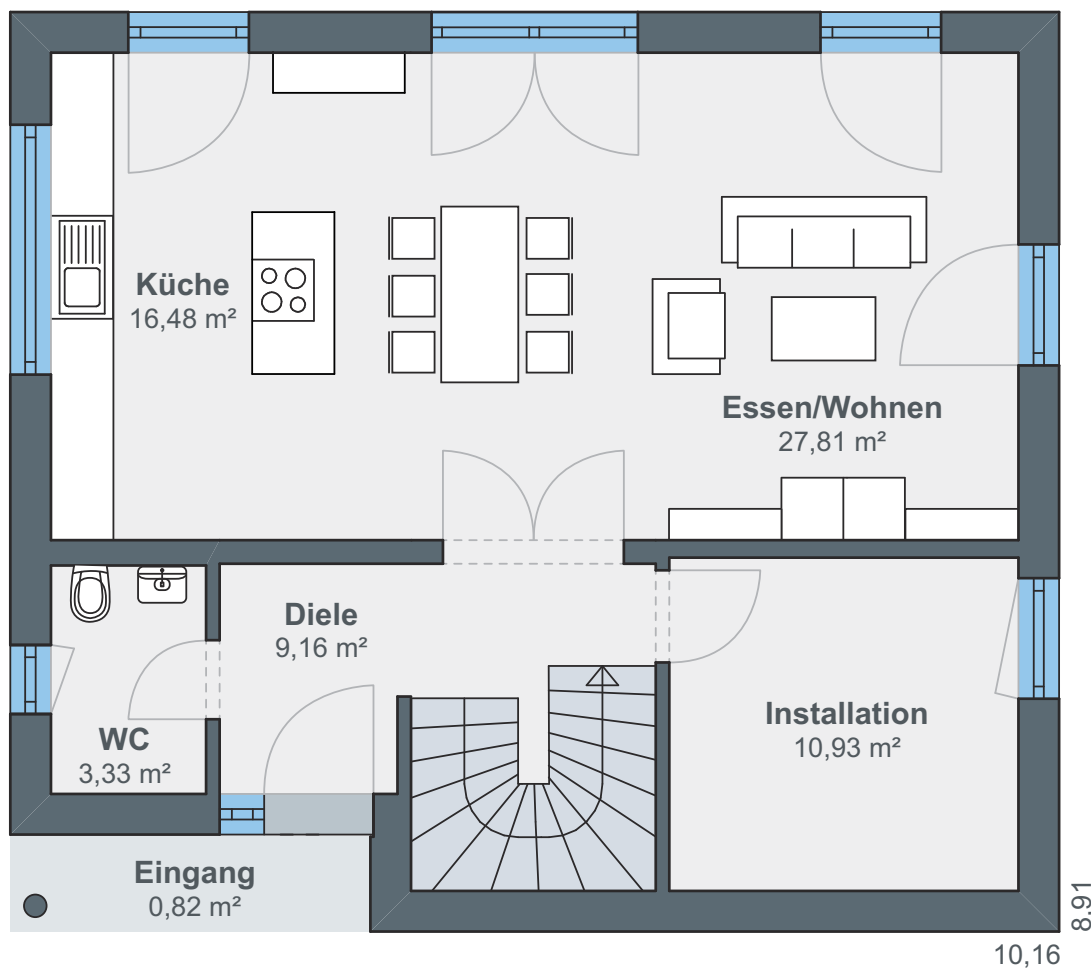 Küche
16,48 m²
Essen/Wohnen
27,81 m²
Diele
9,16 m²
WC
3,33 m²
Installation
10,93 m²
Eingang
0,82 m²
8,91
10,16